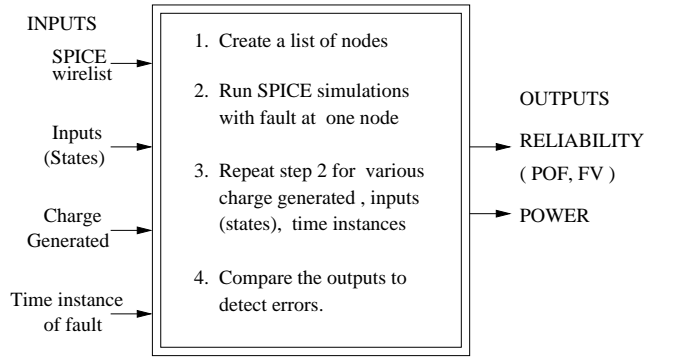 INPUTS
SPICE
wirelist
Inputs
(States)
Charge
Generated
Time instance
of fault
1. Create a list of nodes
2. Run SPICE simulations
with fault at one node
3. Repeat step 2 for various
charge generated , inputs
(states), time instances
4. Compare the outputs to
detect errors.
OUTPUTS
RELIABILITY
( POF, FV )
POWER